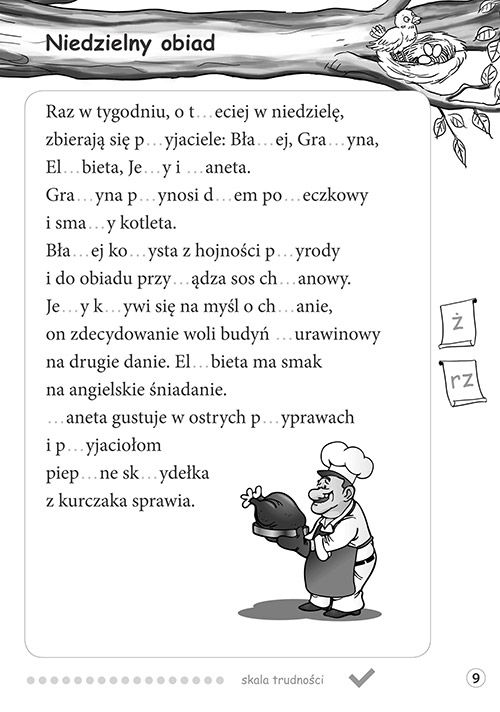 Niedzielny obiad
Raz w tygodniu, o t...eciej w niedzielę,
zbierają się p...yjaciele: Bła...ej, Gra...yna,
El...bieta, Je...y i ...aneta.
Gra...yna p...ynosi d...em po...eczkowy
i sma...y kotleta.
Bła...ej ko...ysta z hojności p...yrody
i do obiadu przy...ądza sos ch...anowy.
Je...y k...ywi się na myśl o ch...anie,
on zdecydowanie woli budyń ...urawinowy
na drugie danie. El...bieta ma smak
na angielskie śniadanie.
...aneta gustuje w ostrych p...yprawach
i p...yjaciołom
piep...ne sk...ydełka
z kurczaka sprawia.
ż
rz
skala trudności
9